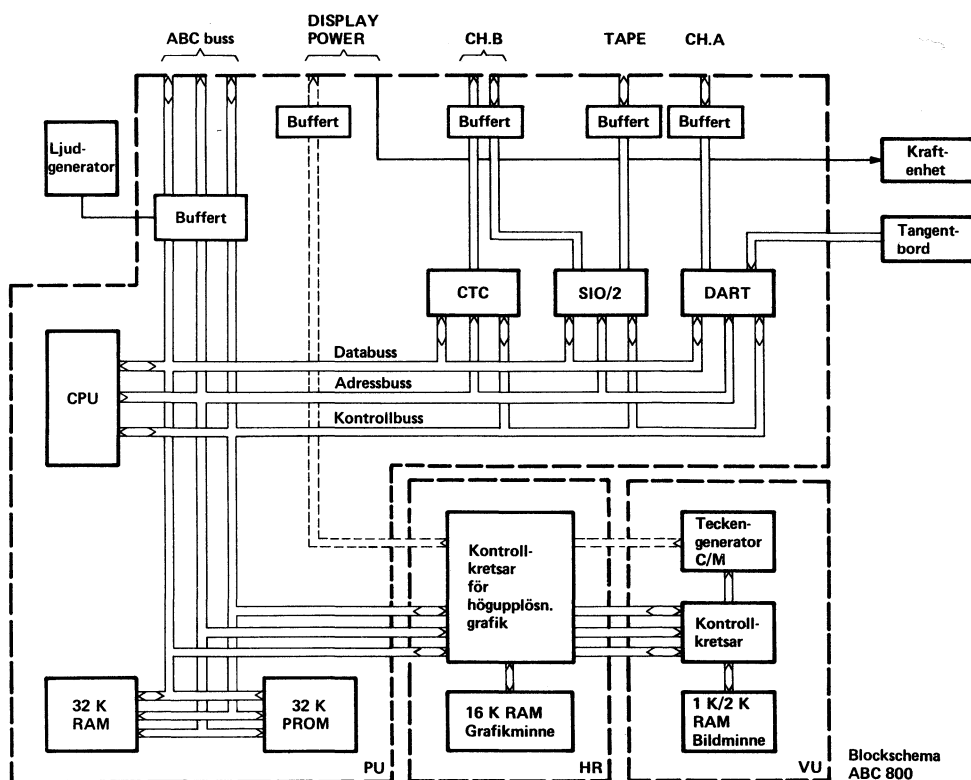 DISPLAY
POWER
ABC buss
CH.B
TAPE
CH.A
Buffert
Buffert
Buffert
Buffert
Ljud-
generator
Kraft-
enhet
Buffert
Tangent-
bord
CTC
SIO/2
DART
Databuss
CPU
Adressbuss
Kontrollbuss
Kontroll-
kretsar
för
högupplösn.
grafik
Tecken-
generator
C/M
Kontroll-
kretsar
32 K
RAM
32 K
PROM
16 K RAM
Grafikminne
1 K/2 K
RAM
Bildminne
PU
HR
VU
Blockschema
ABC 800